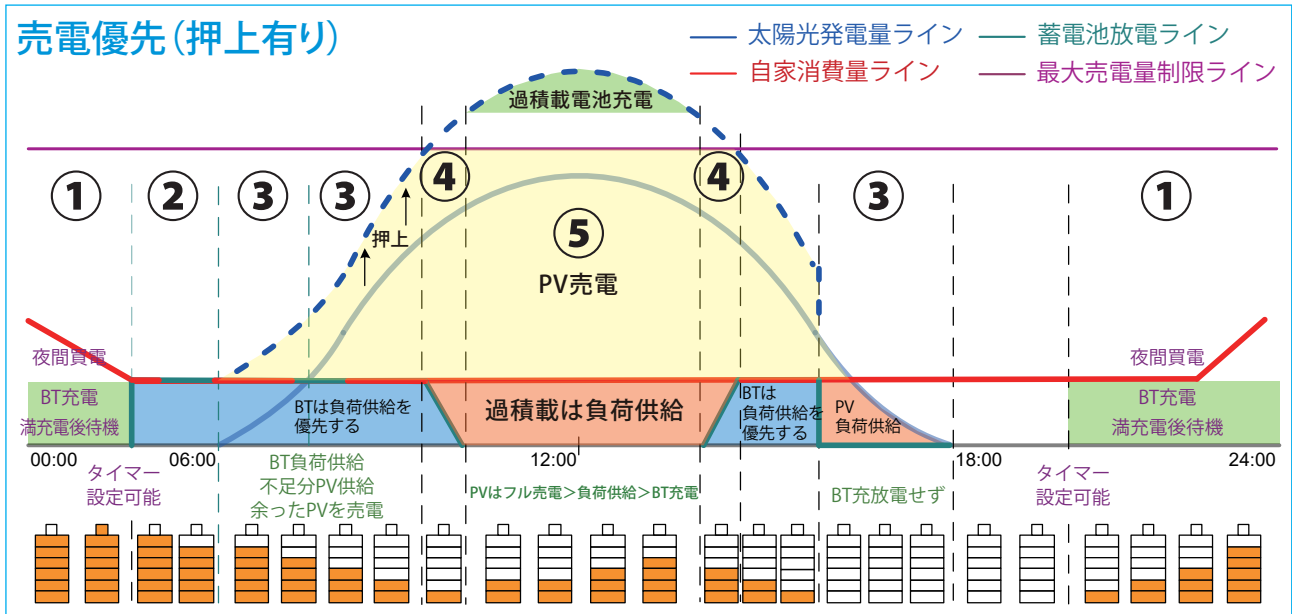 売電優先(押上有り)
太陽光発電量ライン
蓄電池放電ライン
自家消費量ライン
最大売電量制限ライン
過積載電池充電
①
②
③
③
④
④
③
①
押上
⑤
PV売電
夜間買電
夜間買電
BT充電
満充電後待機
BTは負荷供給を
優先する
過積載は負荷供給
BTは
負荷供給を
優先する
PV
負荷供給
BT充電
満充電後待機
00:00
06:00
12:00
18:00
24:00
タイマー
設定可能
BT負荷供給
不足分PV供給
余ったPVを売電
PVはフル売電>負荷供給>BT充電
BT充放電せず
タイマー
設定可能